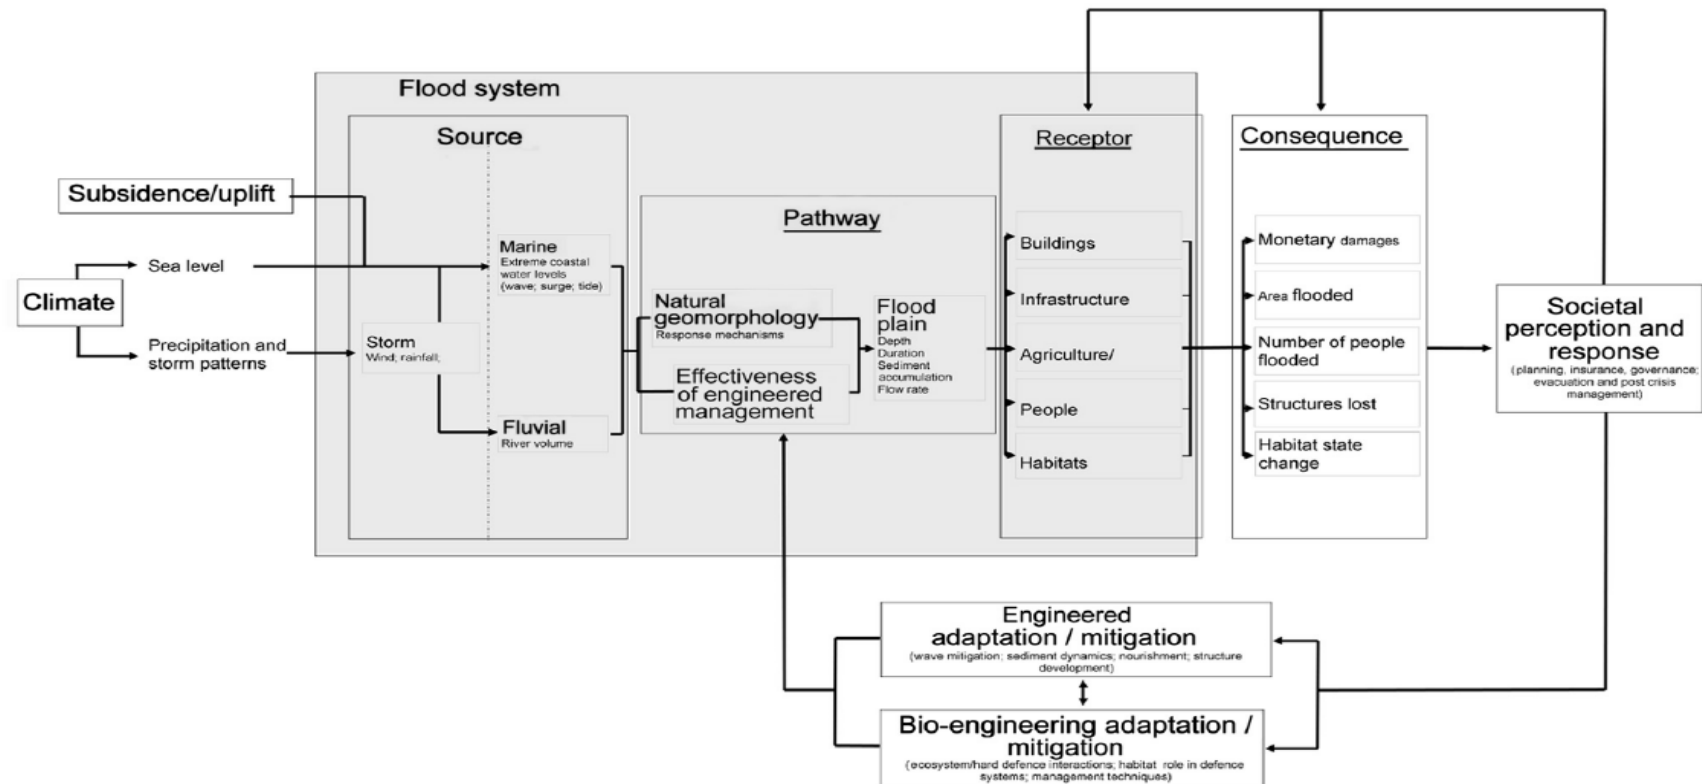 Flood system
Source
Subsidence/uplift
Climate
Sea level
Precipitation and
storm patterns
Storm
Wind; rainfall;
Marine
Extreme coastal
water levels
(wave; surge; tide)
Fluvial
River volume
Pathway
Natural
geomorphology
Response mechanisms
Effectiveness
of engineered
management
Flood
plain
Depth
Duration
Sediment
accumulation
Flow rate
Receptor
Buildings
Infrastructure
Agriculture/
People
Habitats
Consequence
Monetary damages
Area flooded
Number of people
flooded
Structures lost
Habitat state
change
Societal
perception and
response
(planning, insurance, governance;
evacuation and post crisis
management)
Engineered
adaptation / mitigation
(wave mitigation; sediment dynamics; nourishment; structure
development)
Bio-engineering adaptation /
mitigation
(ecosystem/hard defence interactions; habitat role in defence
systems; management techniques)